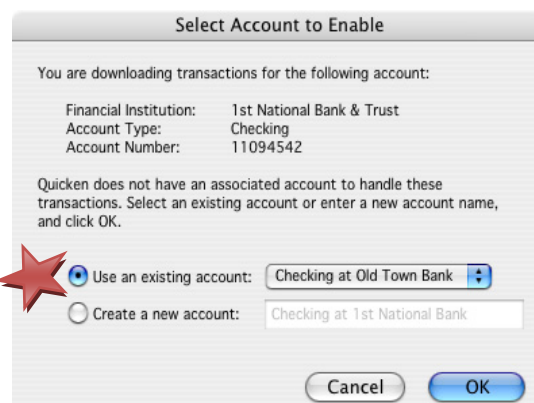 Select Account to Enable
You are downloading transactions for the following account:
Financial Institution: 1st National Bank & Trust
Account Type: Checking
Account Number: 11094542
Quicken does not have an associated account to handle these
transactions. Select an existing account or enter a new account name,
and click OK.
Use an existing account: Checking at Old Town Bank
Create a new account: Checking at 1st National Bank
Cancel OK